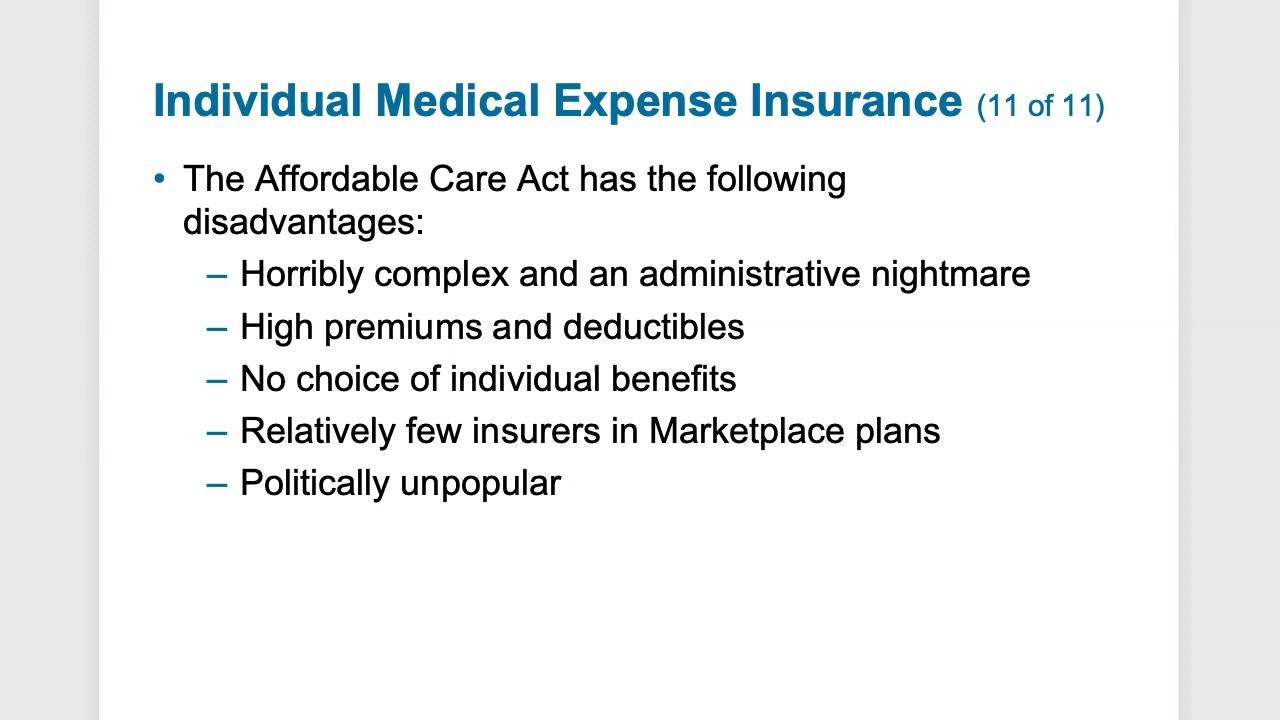 Individual Medical Expense Insurance (11 of 11)
• The Affordable Care Act has the following
disadvantages:
– Horribly complex and an administrative nightmare
– High premiums and deductibles
– No choice of individual benefits
– Relatively few insurers in Marketplace plans
– Politically unpopular